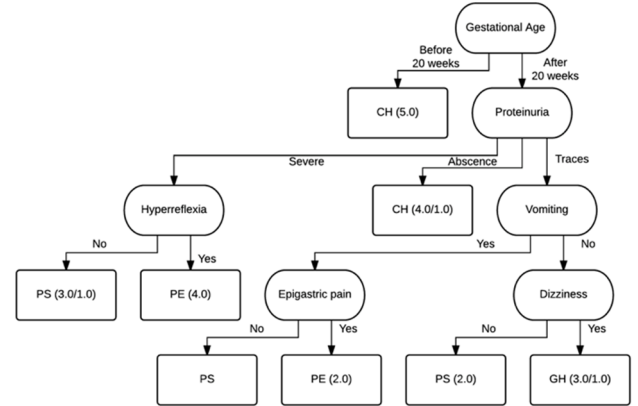 Gestational Age
Before
20 weeks
After
20 weeks
CH (5.0)
Proteinuria
Severe
Abscence
Traces
Hyperreflexia
CH (4.0/1.0)
Vomiting
No
Yes
Yes
No
PS (3.0/1.0)
PE (4.0)
Epigastric pain
Dizziness
No
Yes
No
Yes
PS
PE (2.0)
PS (2.0)
GH (3.0/1.0)